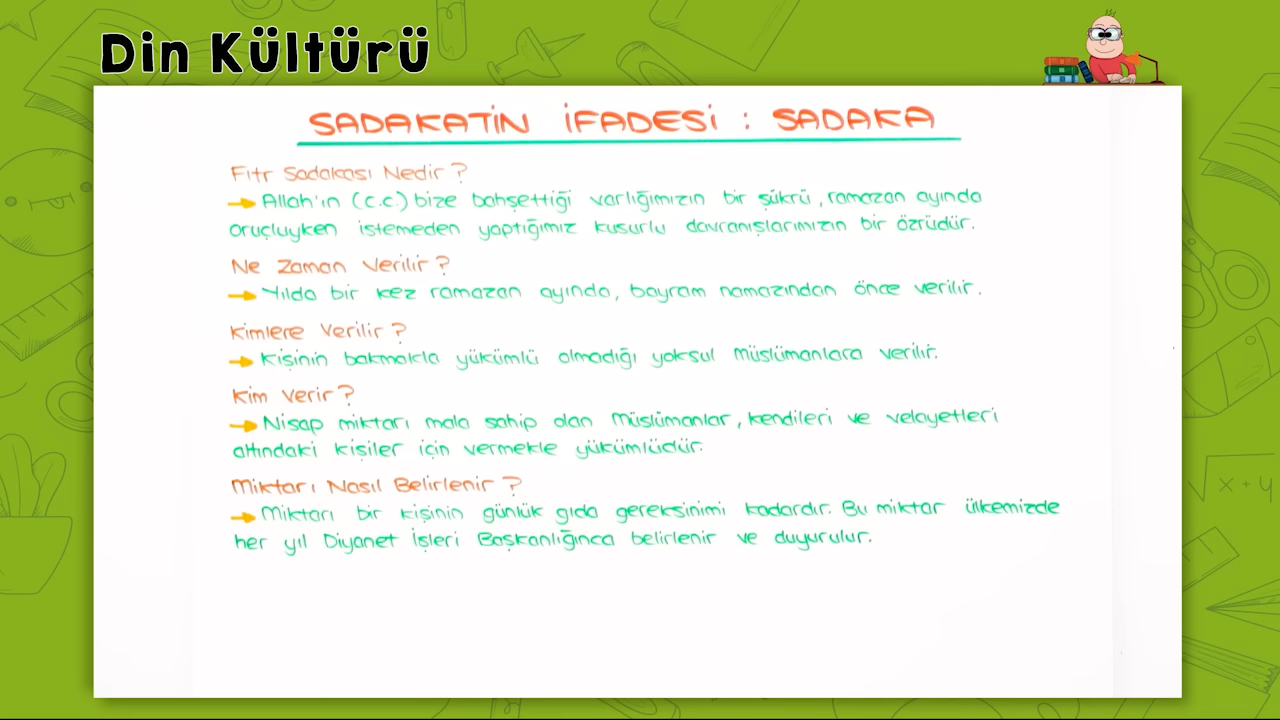 Din Kültürü
SADAKATİN İFADESİ : SADAKA
Fıtr Sadakası Nedir ?
→ Allah'ın (c.c.) bize bahşettiği varlığımızın bir şükrü, ramazan ayında
oruçluyken istemeden yaptığımız kusurlu davranışlarımızın bir özrüdür.
Ne Zaman Verilir ?
→ Yılda bir kez ramazan ayında, bayram namazından önce verilir.
Kimlere Verilir ?
→ Kişinin bakmakla yükümlü olmadığı yoksul Müslümanlara verilir.
Kim Verir ?
→ Nisap miktarı mala sahip olan Müslümanlar, kendileri ve velayetleri
altındaki kişiler için vermekle yükümlüdür.
Miktarı Nasıl Belirlenir ?
→ Miktarı bir kişinin günlük gıda gereksinimi kadardır. Bu miktar ülkemizde
her yıl Diyanet İşleri Başkanlığınca belirlenir ve duyurulur.
x + y